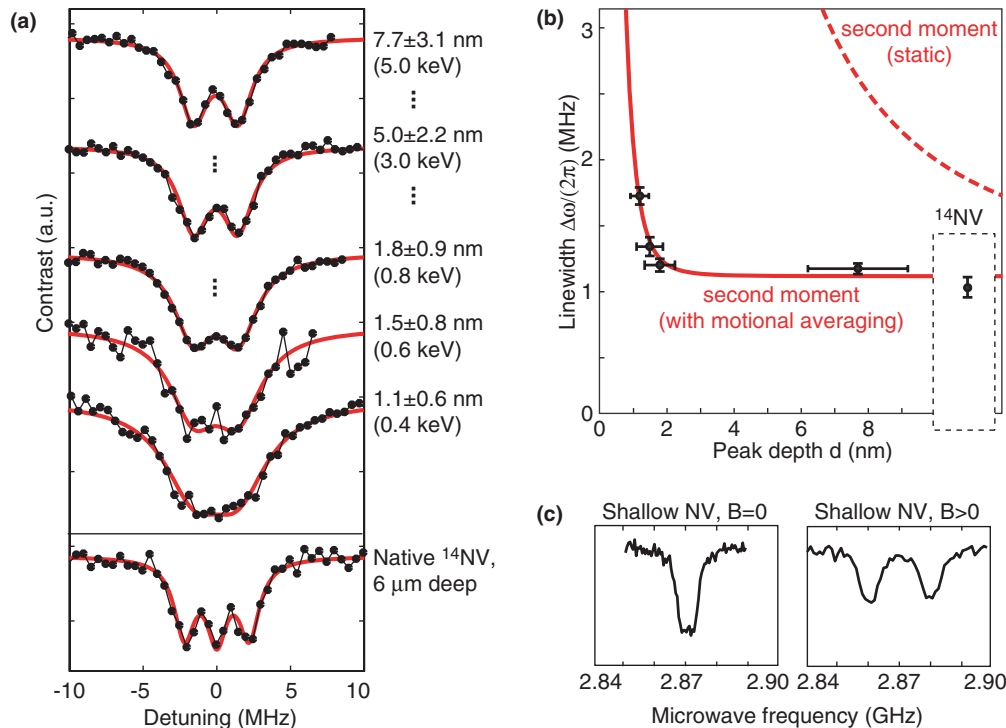 (a)
Contrast (a.u.)
7.7±3.1 nm
(5.0 keV)
5.0±2.2 nm
(3.0 keV)
1.8±0.9 nm
(0.8 keV)
1.5±0.8 nm
(0.6 keV)
1.1±0.6 nm
(0.4 keV)
Native ¹⁴NV,
6 μm deep
-10 -5 0 5 10
Detuning (MHz)
(b)
Linewidth Δω/(2π) (MHz)
3
2
1
0
second moment
(static)
¹⁴NV
second moment
(with motional averaging)
0 2 4 6 8
Peak depth d (nm)
(c)
Shallow NV, B=0
Shallow NV, B>0
2.84 2.87 2.90
2.84 2.87 2.90
Microwave frequency (GHz)